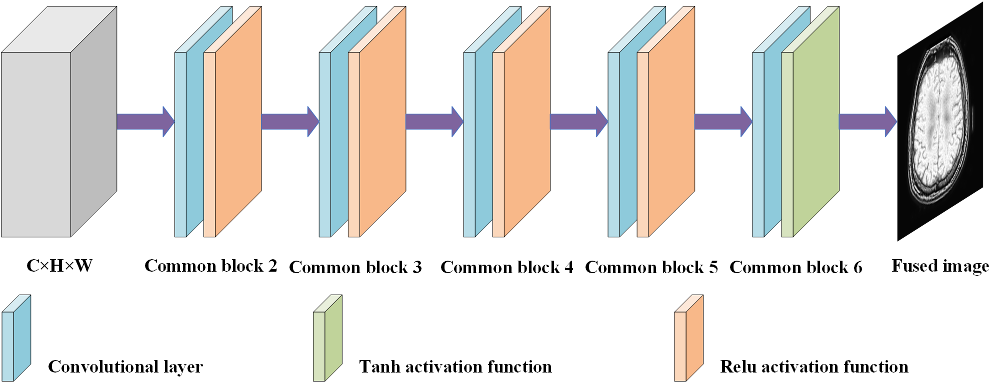 C×H×W
Common block 2
Common block 3
Common block 4
Common block 5
Common block 6
Fused image
Convolutional layer
Tanh activation function
Relu activation function